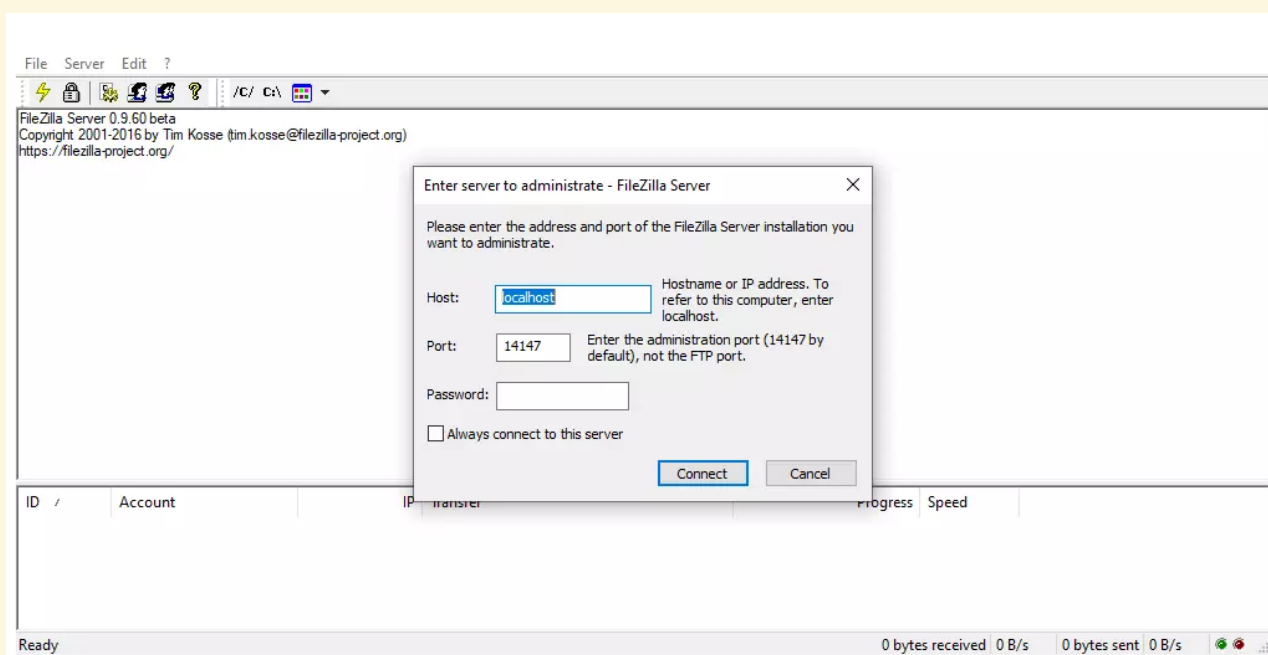 File Server Edit ?
/C/ C:\
FileZilla Server 0.9.60 beta
Copyright 2001-2016 by Tim Kosse (tim.kosse@filezilla-project.org)
https://filezilla-project.org/
Enter server to administrate - FileZilla Server
Please enter the address and port of the FileZilla Server installation you
want to administrate.
Host: localhost
Hostname or IP address. To
refer to this computer, enter
localhost.
Port: 14147
Enter the administration port (14147 by
default), not the FTP port.
Password:
Always connect to this server
Connect Cancel
ID / Account IP Transfer Progress Speed
Ready 0 bytes received 0 B/s 0 bytes sent 0 B/s